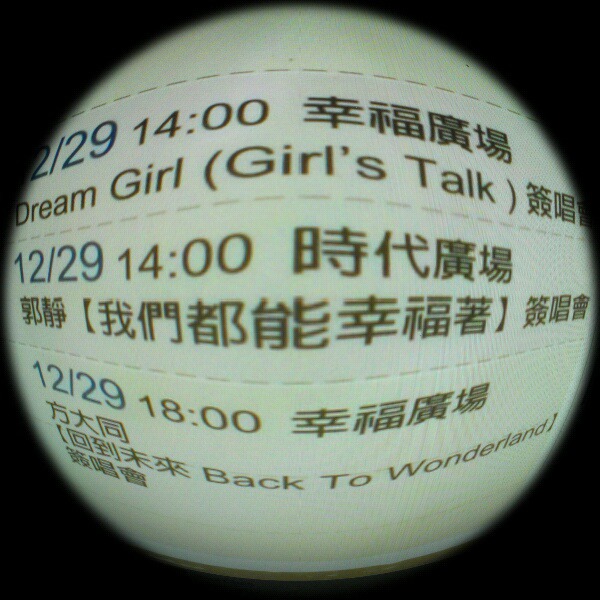 2/29 14:00 幸福廣場
Dream Girl (Girl's Talk) 簽唱會
12/29 14:00 時代廣場
郭靜【我們都能幸福著】簽唱會
12/29 18:00 幸福廣場
方大同
【回到未來 Back To Wonderland】
簽唱會